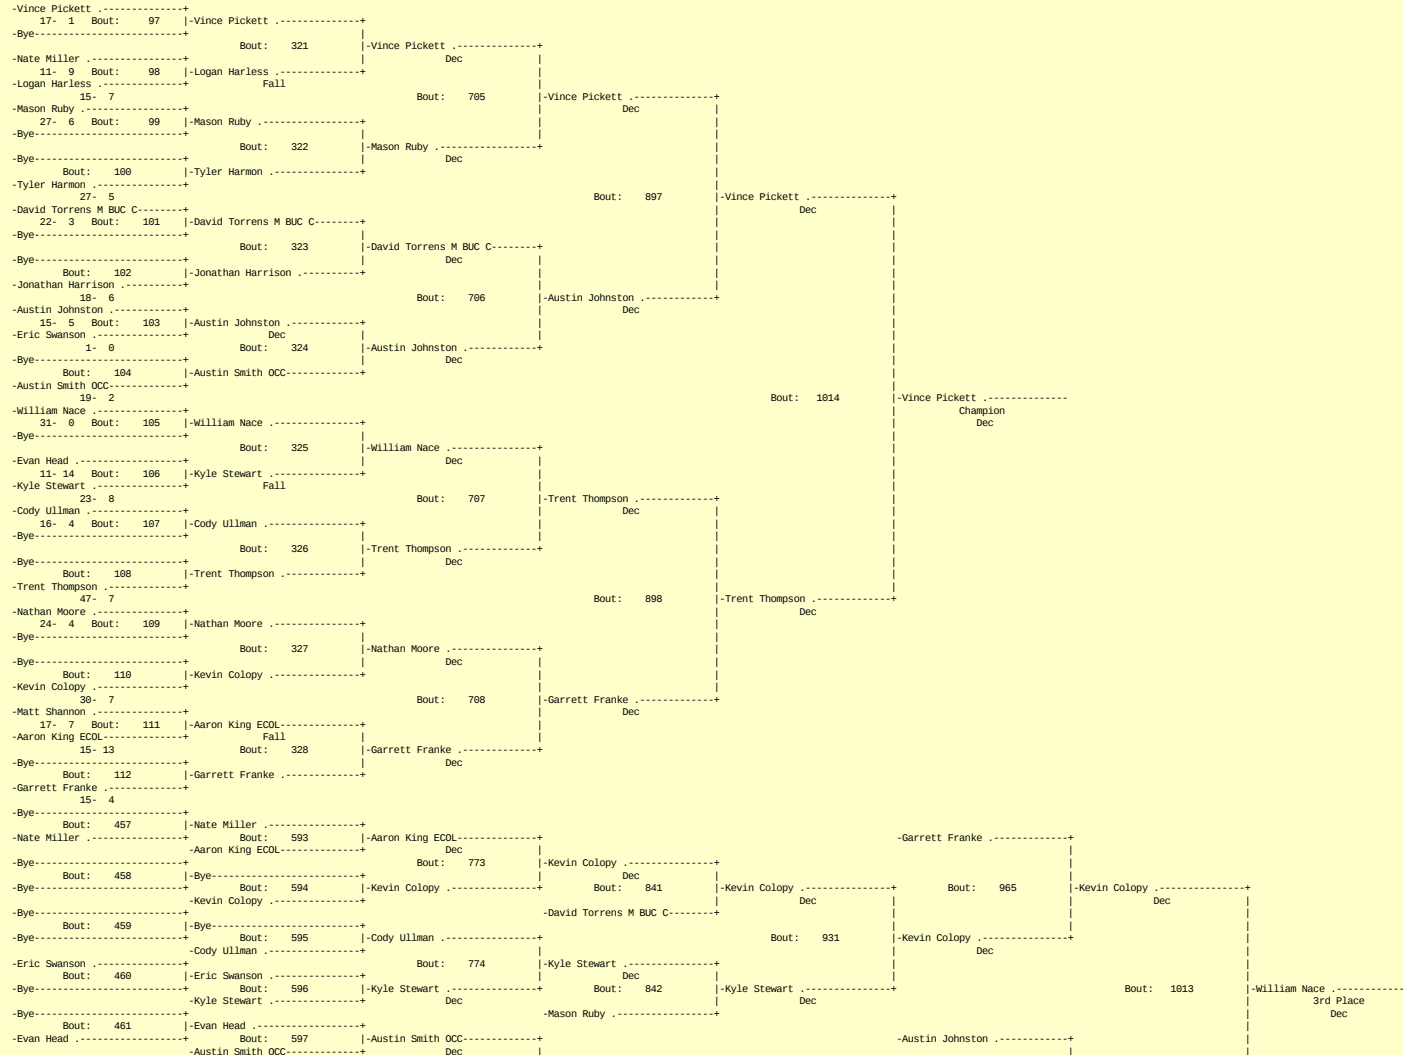 -Vince Pickett .--------------+
17- 1 Bout: 97 |-Vince Pickett .-------------+
-Bye--------------------------+ |
Bout: 321 |-Vince Pickett .-------------+
-Nate Miller .----------------+ | Dec |
11- 9 Bout: 98 |-Logan Harless .-------------+ |
-Logan Harless .--------------+ Fall |
15- 7 Bout: 705 |-Vince Pickett .-------------+
-Mason Ruby .-----------------+ | Dec |
27- 6 Bout: 99 |-Mason Ruby .----------------+ | |
-Bye--------------------------+ | | |
Bout: 322 |-Mason Ruby .----------------+ |
-Bye--------------------------+ | Dec |
Bout: 100 |-Tyler Harmon .--------------+ |
-Tyler Harmon .---------------+ |
27- 5 Bout: 897 |-Vince Pickett .-------------+
-David Torrens M BUC C--------+ | Dec |
22- 3 Bout: 101 |-David Torrens M BUC C-------+ | |
-Bye--------------------------+ | | |
Bout: 323 |-David Torrens M BUC C-------+ | |
-Bye--------------------------+ | Dec | | |
Bout: 102 |-Jonathan Harrison .---------+ | | |
-Jonathan Harrison .----------+ | | |
18- 6 Bout: 706 |-Austin Johnston .-----------+ |
-Austin Johnston .------------+ | Dec |
15- 5 Bout: 103 |-Austin Johnston .-----------+ | |
-Eric Swanson .---------------+ Dec | | |
1- 0 Bout: 324 |-Austin Johnston .-----------+ |
-Bye--------------------------+ | Dec |
Bout: 104 |-Austin Smith OCC------------+ |
-Austin Smith OCC-------------+ |
19- 2 Bout: 1014 |-Vince Pickett .-------------
-William Nace .---------------+ | Champion
31- 0 Bout: 105 |-William Nace .--------------+ | Dec
-Bye--------------------------+ | |
Bout: 325 |-William Nace .--------------+ |
-Evan Head .------------------+ | Dec | |
11- 14 Bout: 106 |-Kyle Stewart .--------------+ | |
-Kyle Stewart .---------------+ Fall | |
23- 8 Bout: 707 |-Trent Thompson .------------+ |
-Cody Ullman .----------------+ | Dec | |
16- 4 Bout: 107 |-Cody Ullman .---------------+ | | |
-Bye--------------------------+ | | | |
Bout: 326 |-Trent Thompson .------------+ | |
-Bye--------------------------+ | Dec | |
Bout: 108 |-Trent Thompson .------------+ | |
-Trent Thompson .-------------+ | |
47- 7 Bout: 898 |-Trent Thompson .------------+
-Nathan Moore .---------------+ | Dec
24- 4 Bout: 109 |-Nathan Moore .--------------+ |
-Bye--------------------------+ | |
Bout: 327 |-Nathan Moore .--------------+ |
-Bye--------------------------+ | Dec | |
Bout: 110 |-Kevin Colopy .--------------+ | |
-Kevin Colopy .---------------+ | |
30- 7 Bout: 708 |-Garrett Franke .------------+
-Matt Shannon .---------------+ | Dec
17- 7 Bout: 111 |-Aaron King ECOL-------------+ |
-Aaron King ECOL--------------+ Fall | |
15- 13 Bout: 328 |-Garrett Franke .------------+
-Bye--------------------------+ | Dec
Bout: 112 |-Garrett Franke .------------+
-Garrett Franke .-------------+
15- 4
-Bye--------------------------+
Bout: 457 |-Nate Miller .---------------+
-Nate Miller .----------------+ Bout: 593 |-Aaron King ECOL-------------+ -Garrett Franke .------------+
-Aaron King ECOL-------------+ Dec | |
-Bye--------------------------+ Bout: 773 |-Kevin Colopy .--------------+ |
Bout: 458 |-Bye-------------------------+ | Dec | |
-Bye--------------------------+ Bout: 594 |-Kevin Colopy .--------------+ Bout: 841 |-Kevin Colopy .--------------+ Bout: 965 |-Kevin Colopy .--------------+
-Kevin Colopy .--------------+ | Dec | | Dec |
-Bye--------------------------+ -David Torrens M BUC C-------+ | | |
Bout: 459 |-Bye-------------------------+ | | |
-Bye--------------------------+ Bout: 595 |-Cody Ullman .---------------+ Bout: 931 |-Kevin Colopy .--------------+ |
-Cody Ullman .---------------+ | | Dec |
-Eric Swanson .---------------+ Bout: 774 |-Kyle Stewart .--------------+ | |
Bout: 460 |-Eric Swanson .--------------+ | Dec | | |
-Bye--------------------------+ Bout: 596 |-Kyle Stewart .--------------+ Bout: 842 |-Kyle Stewart .--------------+ Bout: 1013 |-William Nace .--------------
-Kyle Stewart .--------------+ Dec | Dec | 3rd Place
-Bye--------------------------+ -Mason Ruby .----------------+ | Dec
Bout: 461 |-Evan Head .-----------------+ |
-Evan Head .------------------+ Bout: 597 |-Austin Smith OCC------------+ -Austin Johnston .-----------+ |
-Austin Smith OCC------------+ Dec | | |